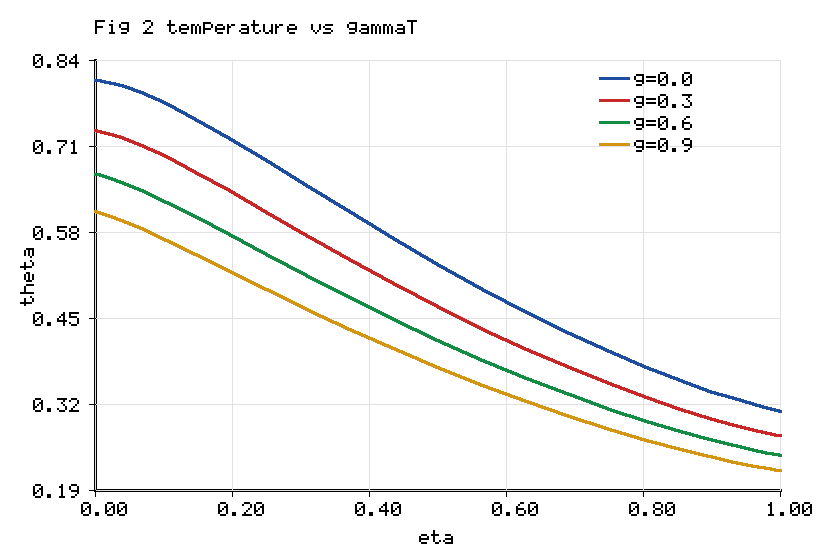 Fig 2 temperature vs gammaT
0.84
0.71
0.58
0.45
0.32
0.19
theta
g=0.0
g=0.3
g=0.6
g=0.9
0.00 0.20 0.40 0.60 0.80 1.00
eta